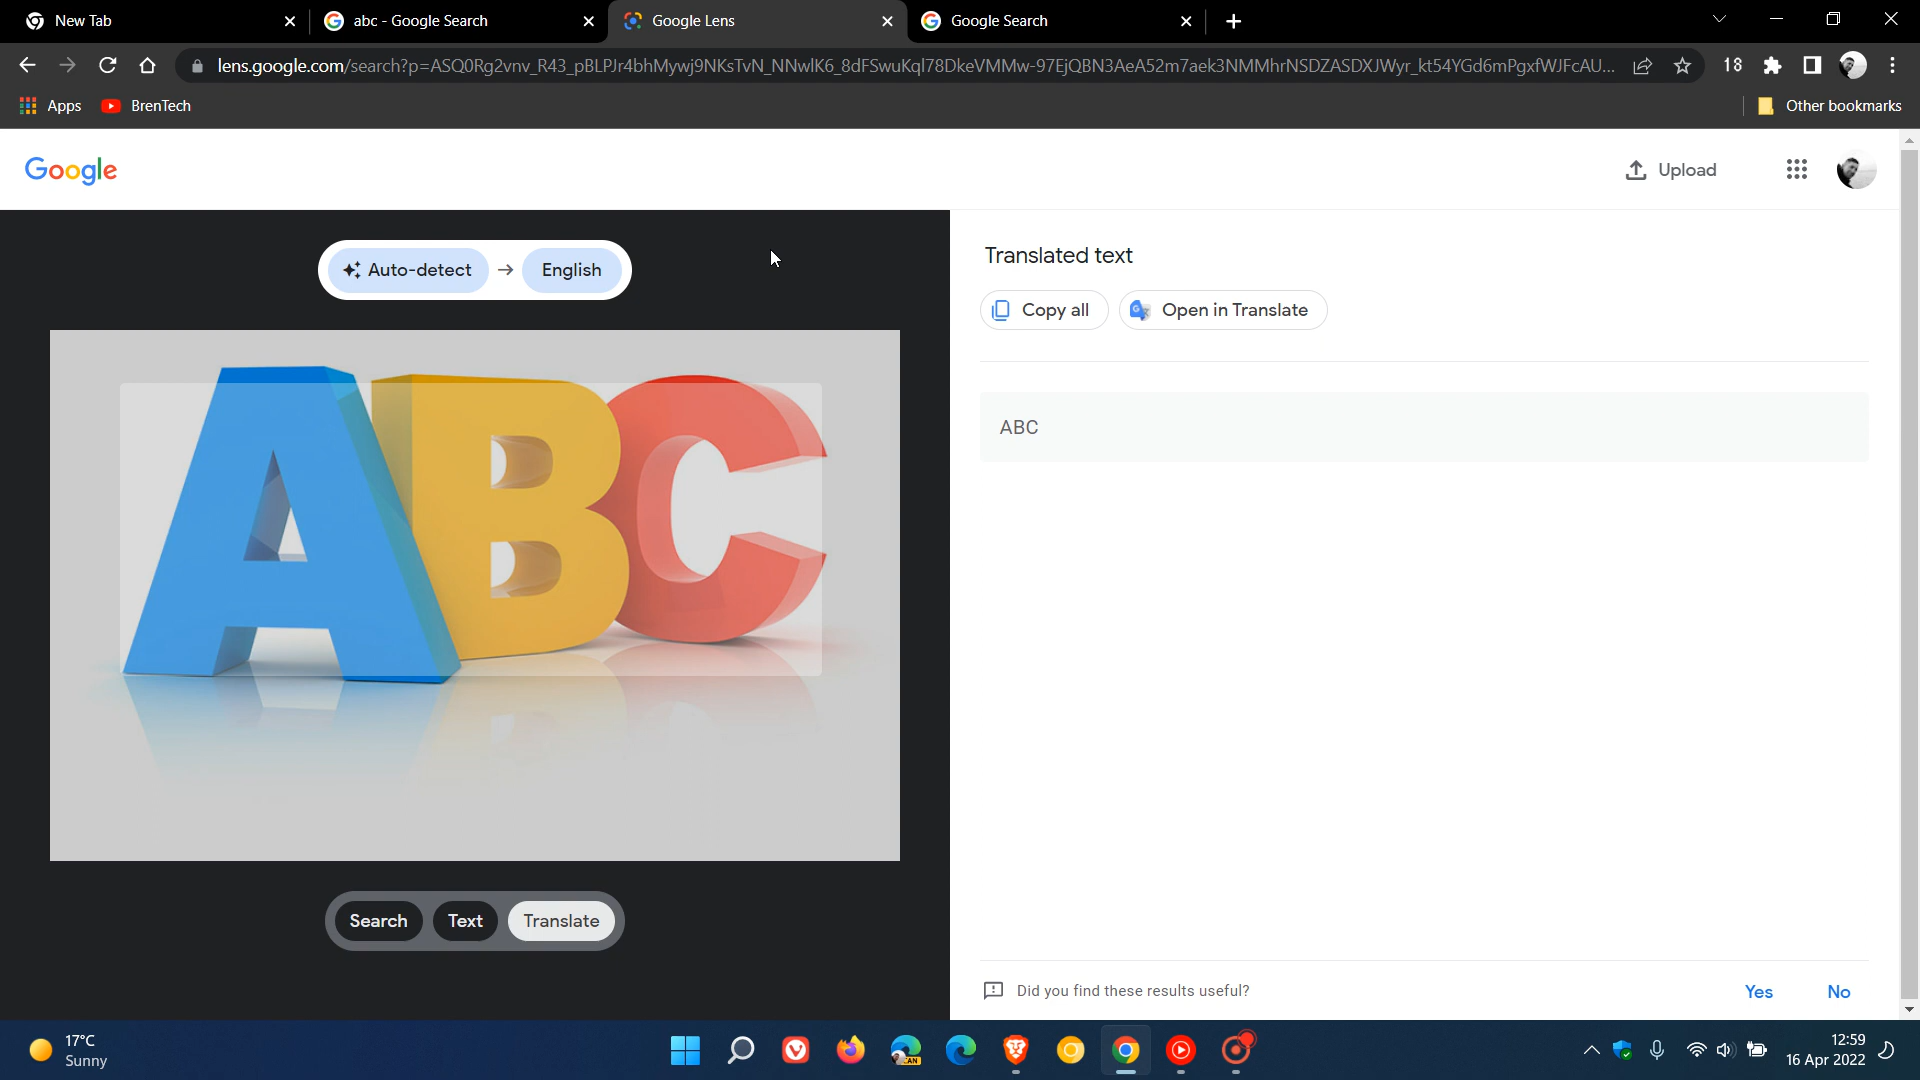 New Tab
abc - Google Search
Google Lens
Google Search
lens.google.com/search?p=ASQ0Rg2vnv_R43_pBLPJr4bhMywj9NKsTvN_NNwlK6_8dFSwuKql78DkeVMMw-97EjQBN3AeA52m7aek3NMMhrNSDZASDXJWyr_kt54YGd6mPgxfWJFcAU...
18
Apps
BrenTech
Other bookmarks
Google
Upload
Auto-detect → English
ABC
Search
Text
Translate
Translated text
Copy all
Open in Translate
ABC
Did you find these results useful?
Yes
No
17°C
Sunny
CAN
12:59
16 Apr 2022